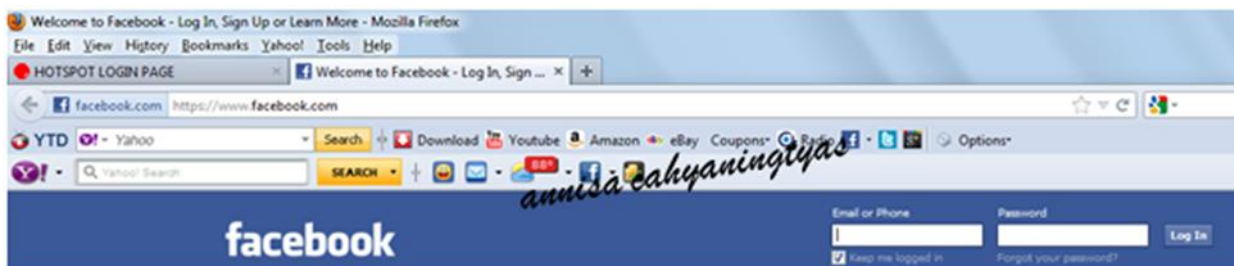 Welcome to Facebook - Log In, Sign Up or Learn More - Mozilla Firefox
File Edit View History Bookmarks Yahoo! Tools Help
HOTSPOT LOGIN PAGE × Welcome to Facebook - Log In, Sign ... × +
facebook.com https://www.facebook.com
YTD Yahoo Search Download Youtube Amazon eBay Coupons Radio Options
Yahoo! Search SEARCH 88°
annisa cahyaningtyas
Email or Phone Password
facebook Log In
Keep me logged in Forgot your password?